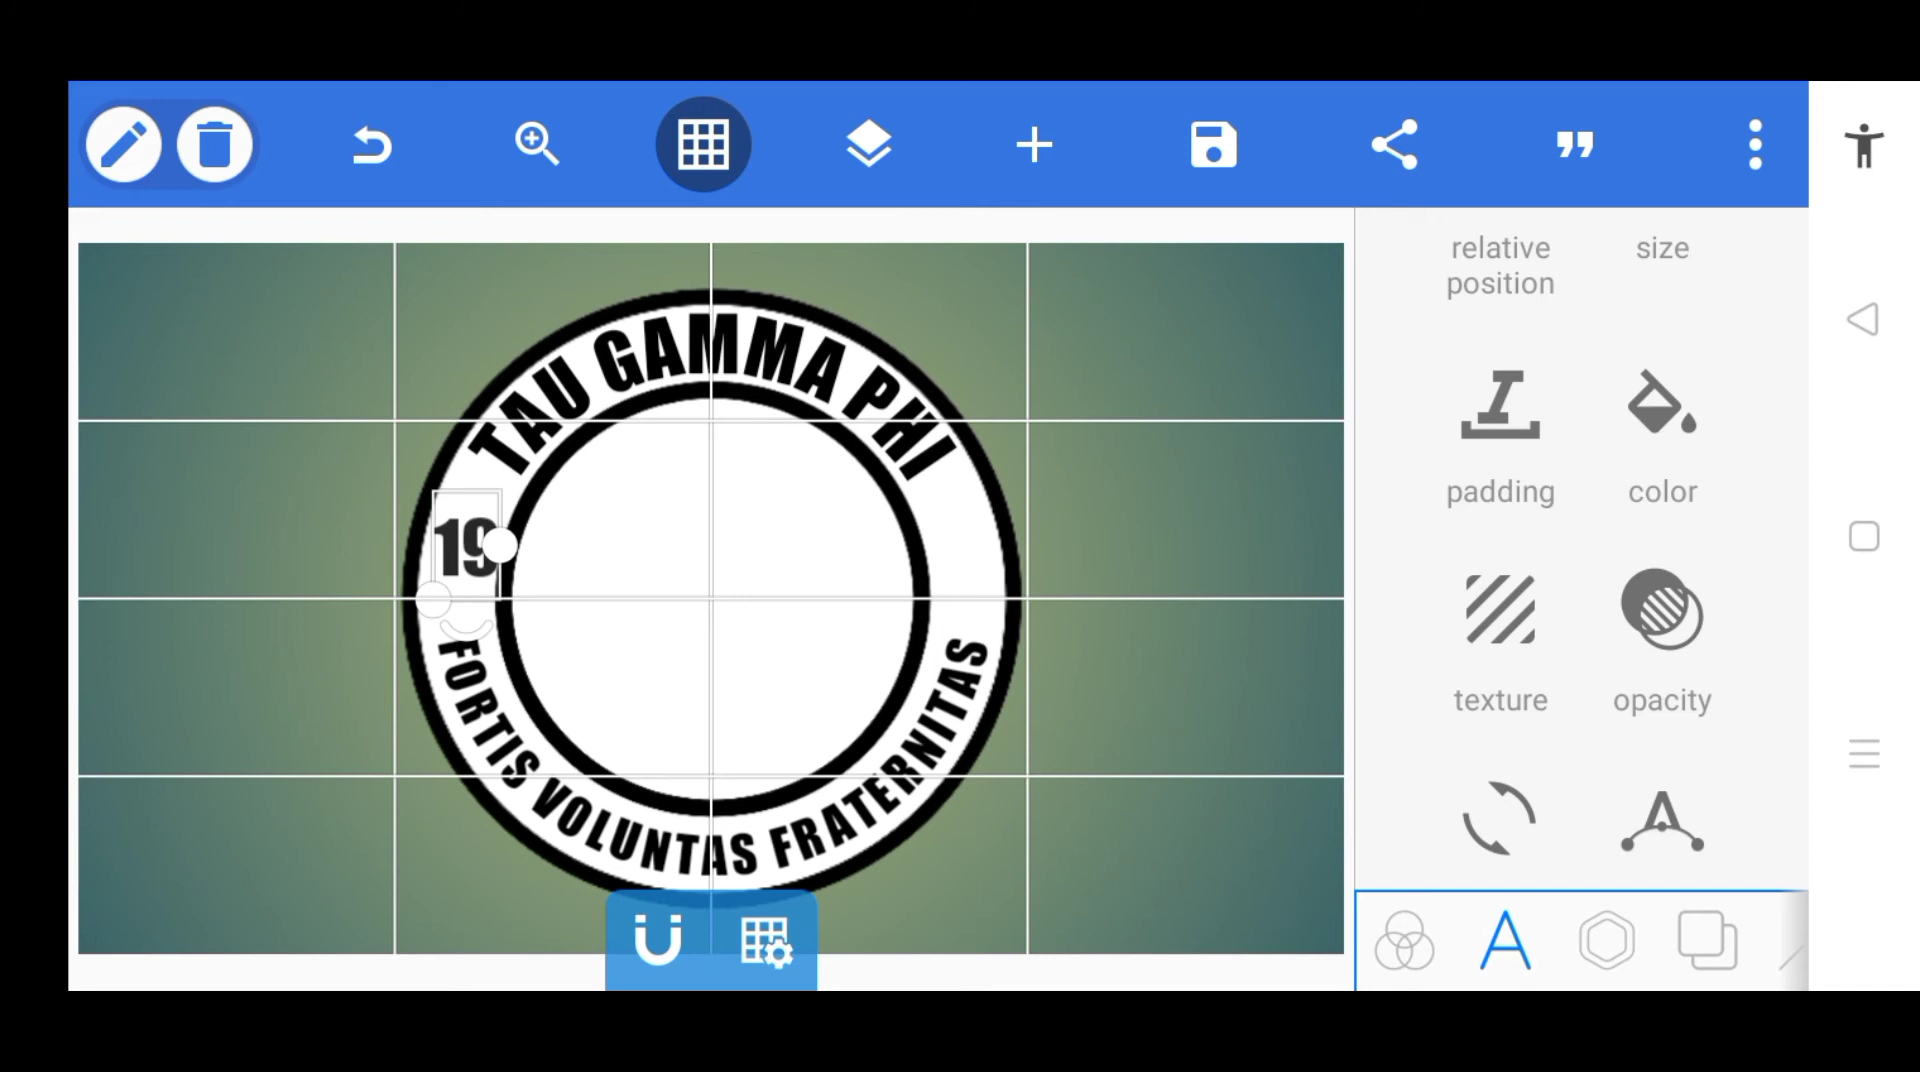 relative
position
size
TAU GAMMA PHI
19
FORTIS VOLUNTAS FRATERNITAS
padding
color
texture
opacity